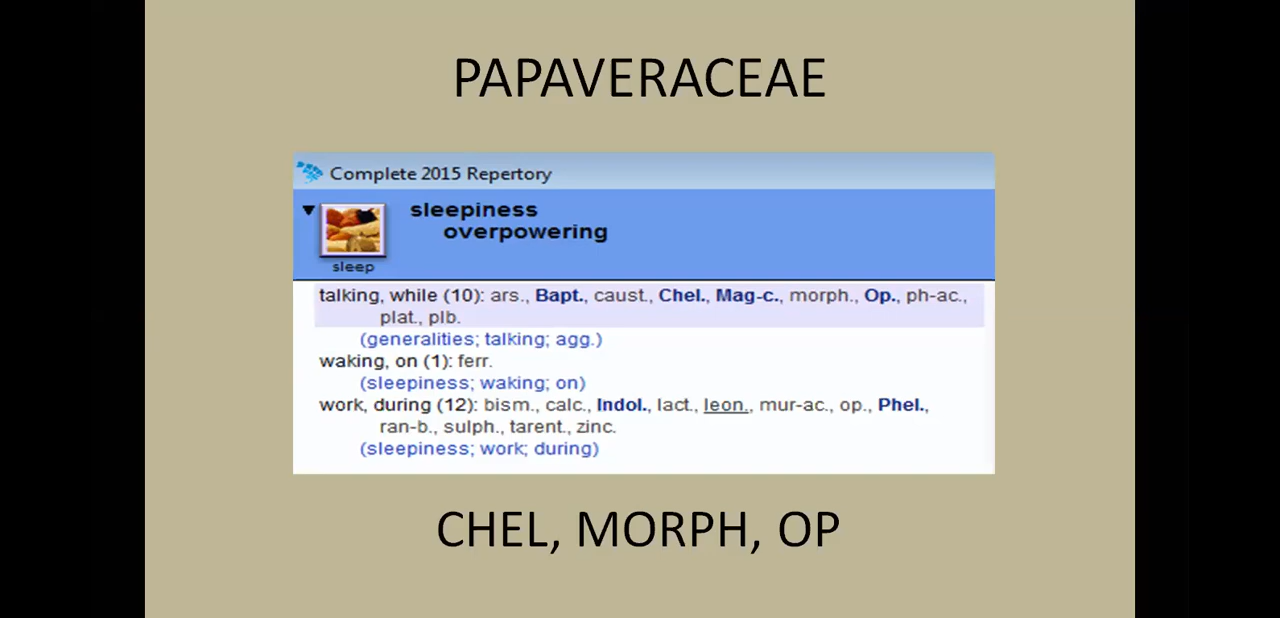 PAPAVERACEAE
Complete 2015 Repertory
sleepiness
overpowering
sleep
talking, while (10): ars., Bapt., caust., Chel., Mag-c., morph., Op., ph-ac.,
plat., plb.
(generalities; talking; agg.)
waking, on (1): ferr.
(sleepiness; waking; on)
work, during (12): bism., calc., Indol., lact., leon., mur-ac., op., Phel.,
ran-b., sulph., tarent., zinc.
(sleepiness; work; during)
CHEL, MORPH, OP